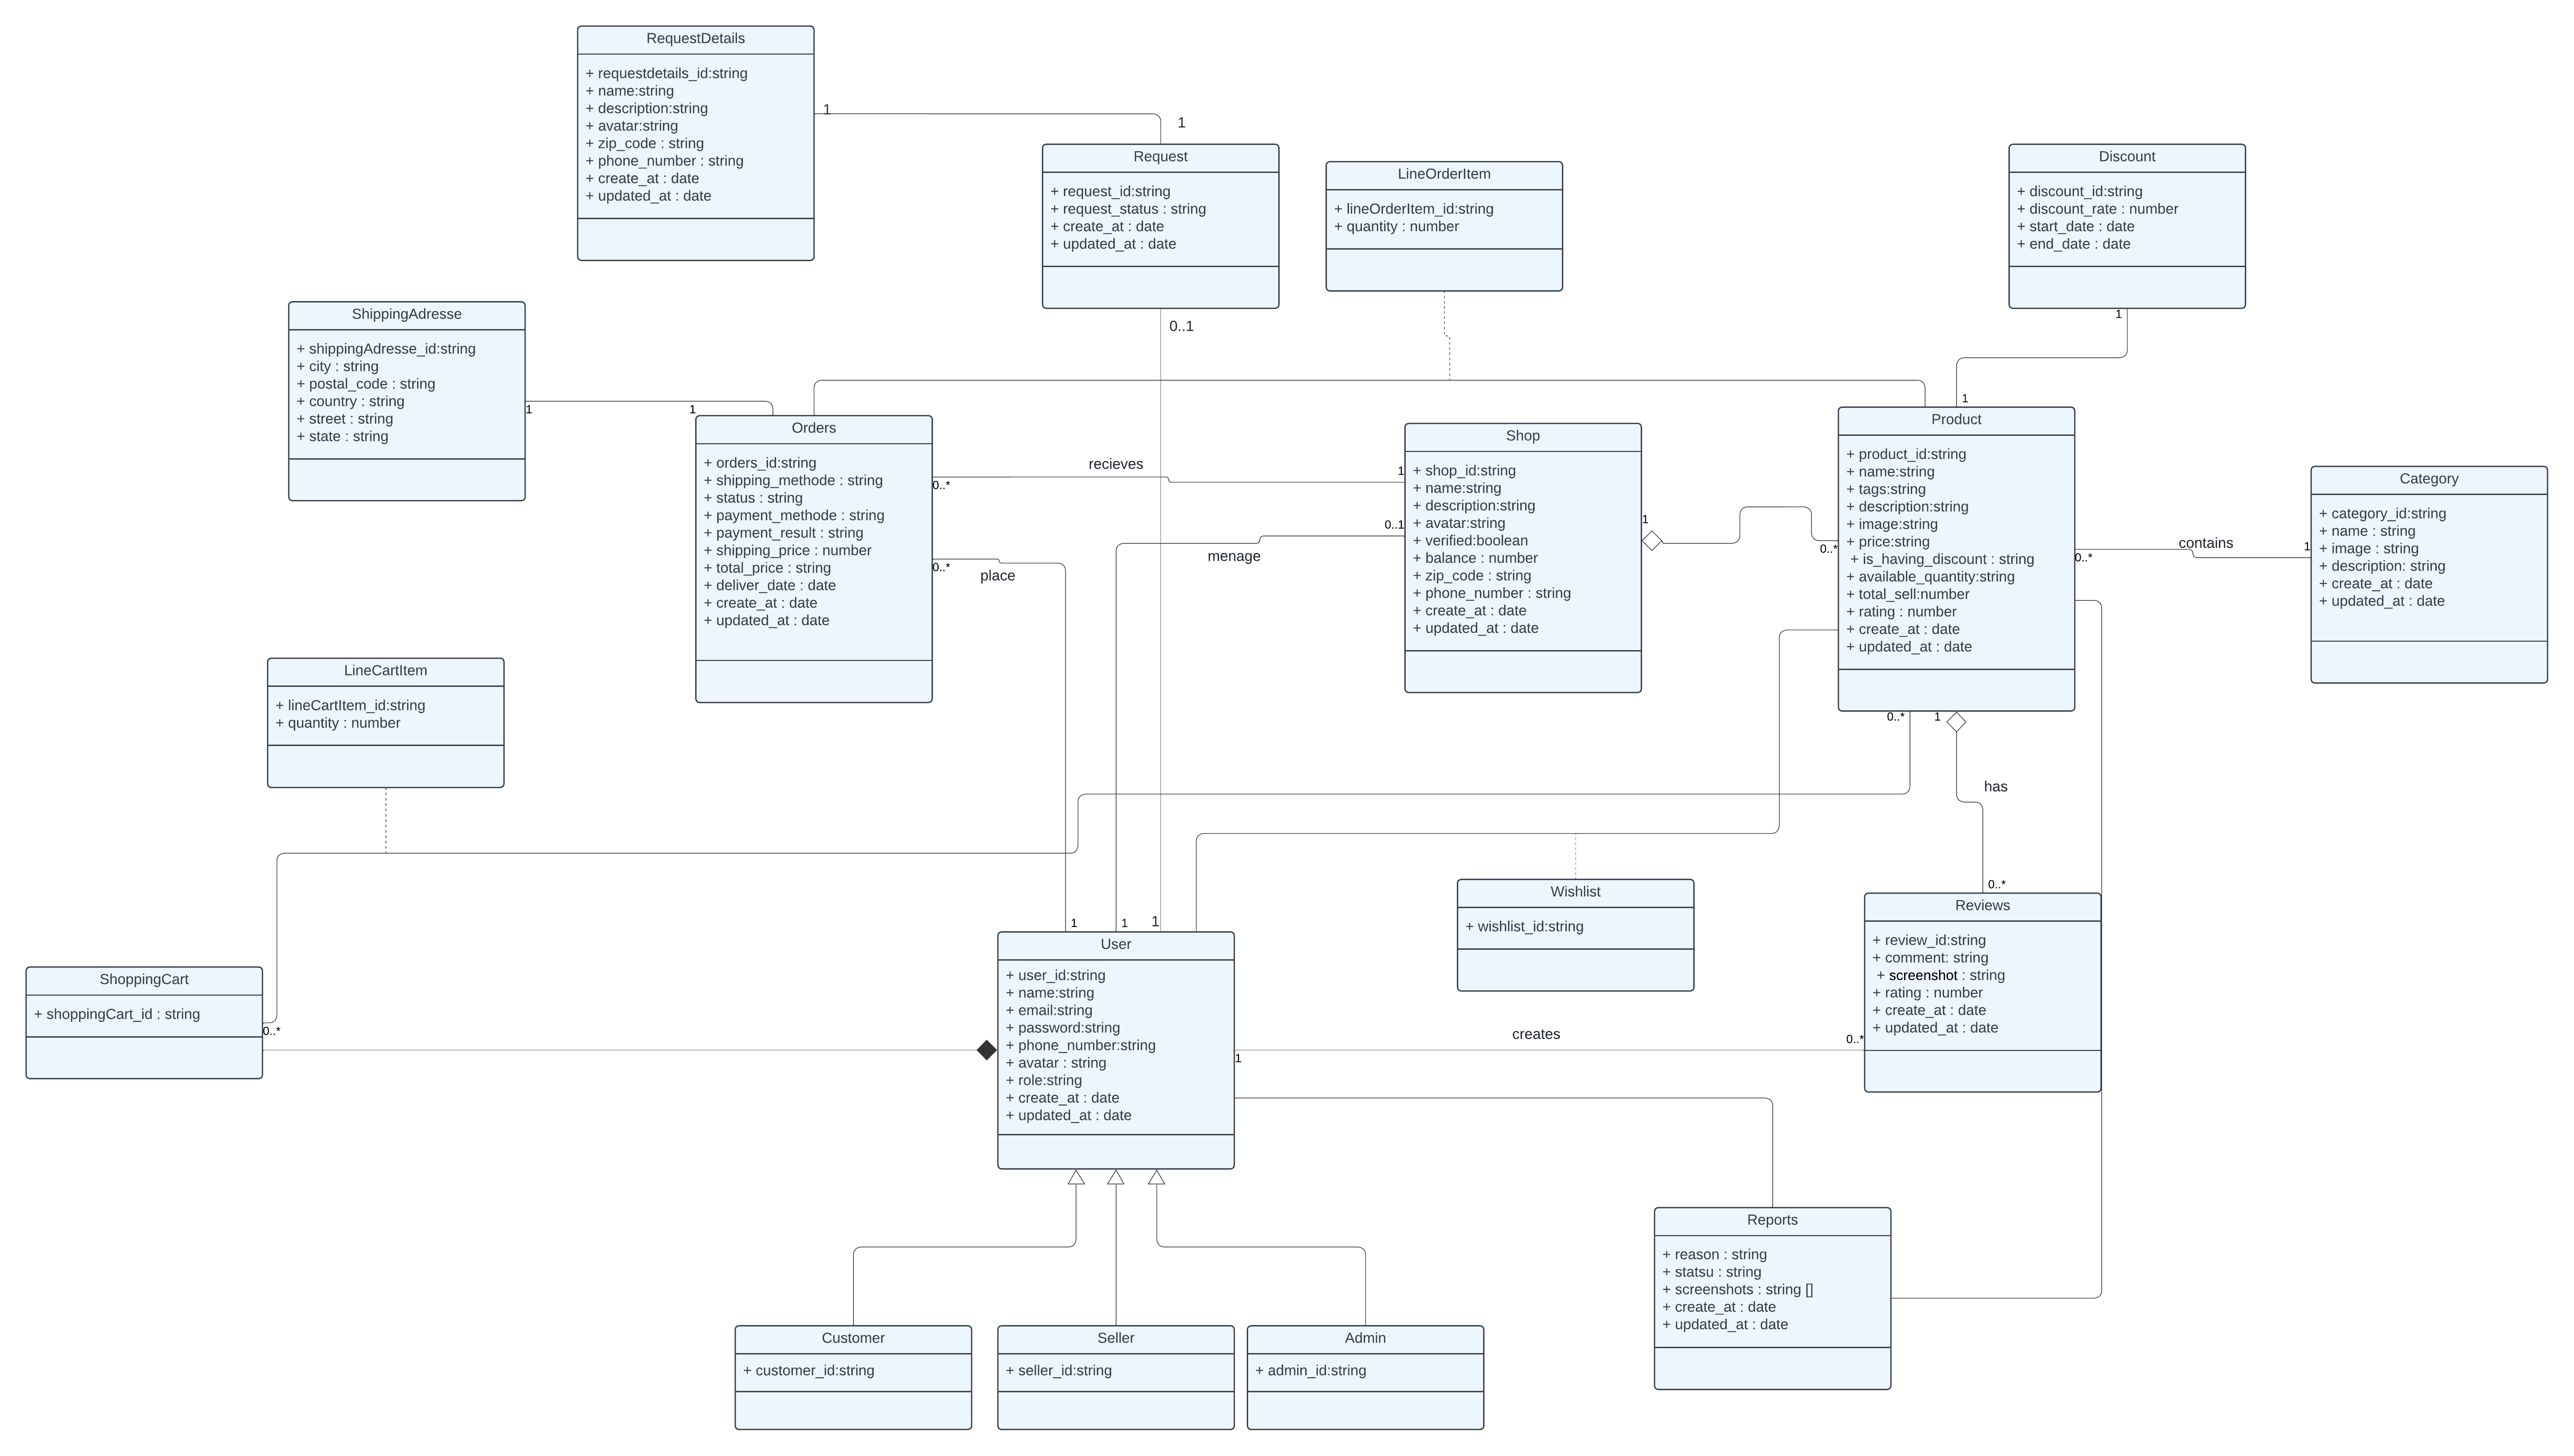 RequestDetails
+ requestdetails_id:string
+ name:string
+ description:string
+ avatar:string
+ zip_code : string
+ phone_number : string
+ create_at : date
+ updated_at : date
1
1
Request
+ request_id:string
+ request_status : string
+ create_at : date
+ updated_at : date
0..1
LineOrderItem
+ lineOrderItem_id:string
+ quantity : number
Discount
+ discount_id:string
+ discount_rate : number
+ start_date : date
+ end_date : date
1
1
ShippingAdresse
+ shippingAdresse_id:string
+ city : string
+ postal_code : string
+ country : string
+ street : string
+ state : string
1
1
Orders
+ orders_id:string
+ shipping_methode : string
+ status : string
+ payment_methode : string
+ payment_result : string
+ shipping_price : number
+ total_price : string
+ deliver_date : date
+ create_at : date
+ updated_at : date
recieves
0..*
1
0..*
place
0..1
menage
Shop
+ shop_id:string
+ name:string
+ description:string
+ avatar:string
+ verified:boolean
+ balance : number
+ zip_code : string
+ phone_number : string
+ create_at : date
+ updated_at : date
1
0..*
Product
+ product_id:string
+ name:string
+ tags:string
+ description:string
+ image:string
+ price:string
+ is_having_discount : string
+ available_quantity:string
+ total_sell:number
+ rating : number
+ create_at : date
+ updated_at : date
0..*
contains
1
Category
+ category_id:string
+ name : string
+ image : string
+ description: string
+ create_at : date
+ updated_at : date
LineCartItem
+ lineCartItem_id:string
+ quantity : number
0..*
1
has
0..*
Wishlist
+ wishlist_id:string
Reviews
+ review_id:string
+ comment: string
+ screenshot : string
+ rating : number
+ create_at : date
+ updated_at : date
1
1
1
User
+ user_id:string
+ name:string
+ email:string
+ password:string
+ phone_number:string
+ avatar : string
+ role:string
+ create_at : date
+ updated_at : date
ShoppingCart
+ shoppingCart_id : string
0..*
creates
1
0..*
Reports
+ reason : string
+ statsu : string
+ screenshots : string []
+ create_at : date
+ updated_at : date
Customer
+ customer_id:string
Seller
+ seller_id:string
Admin
+ admin_id:string